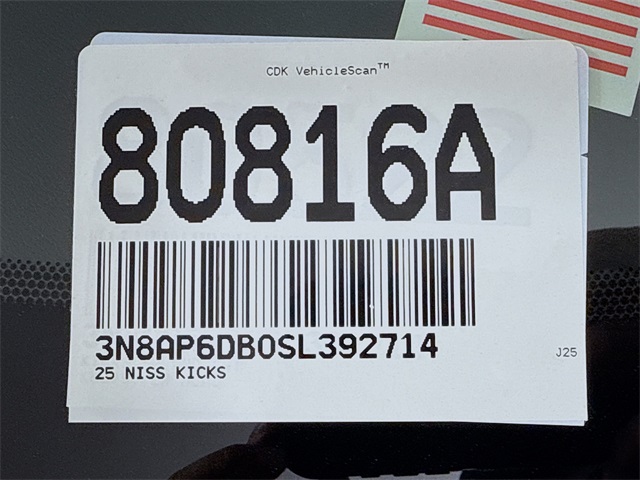 CDK VehicleScan™
80816A
3N8AP6DB0SL392714
25 NISS KICKS
J25